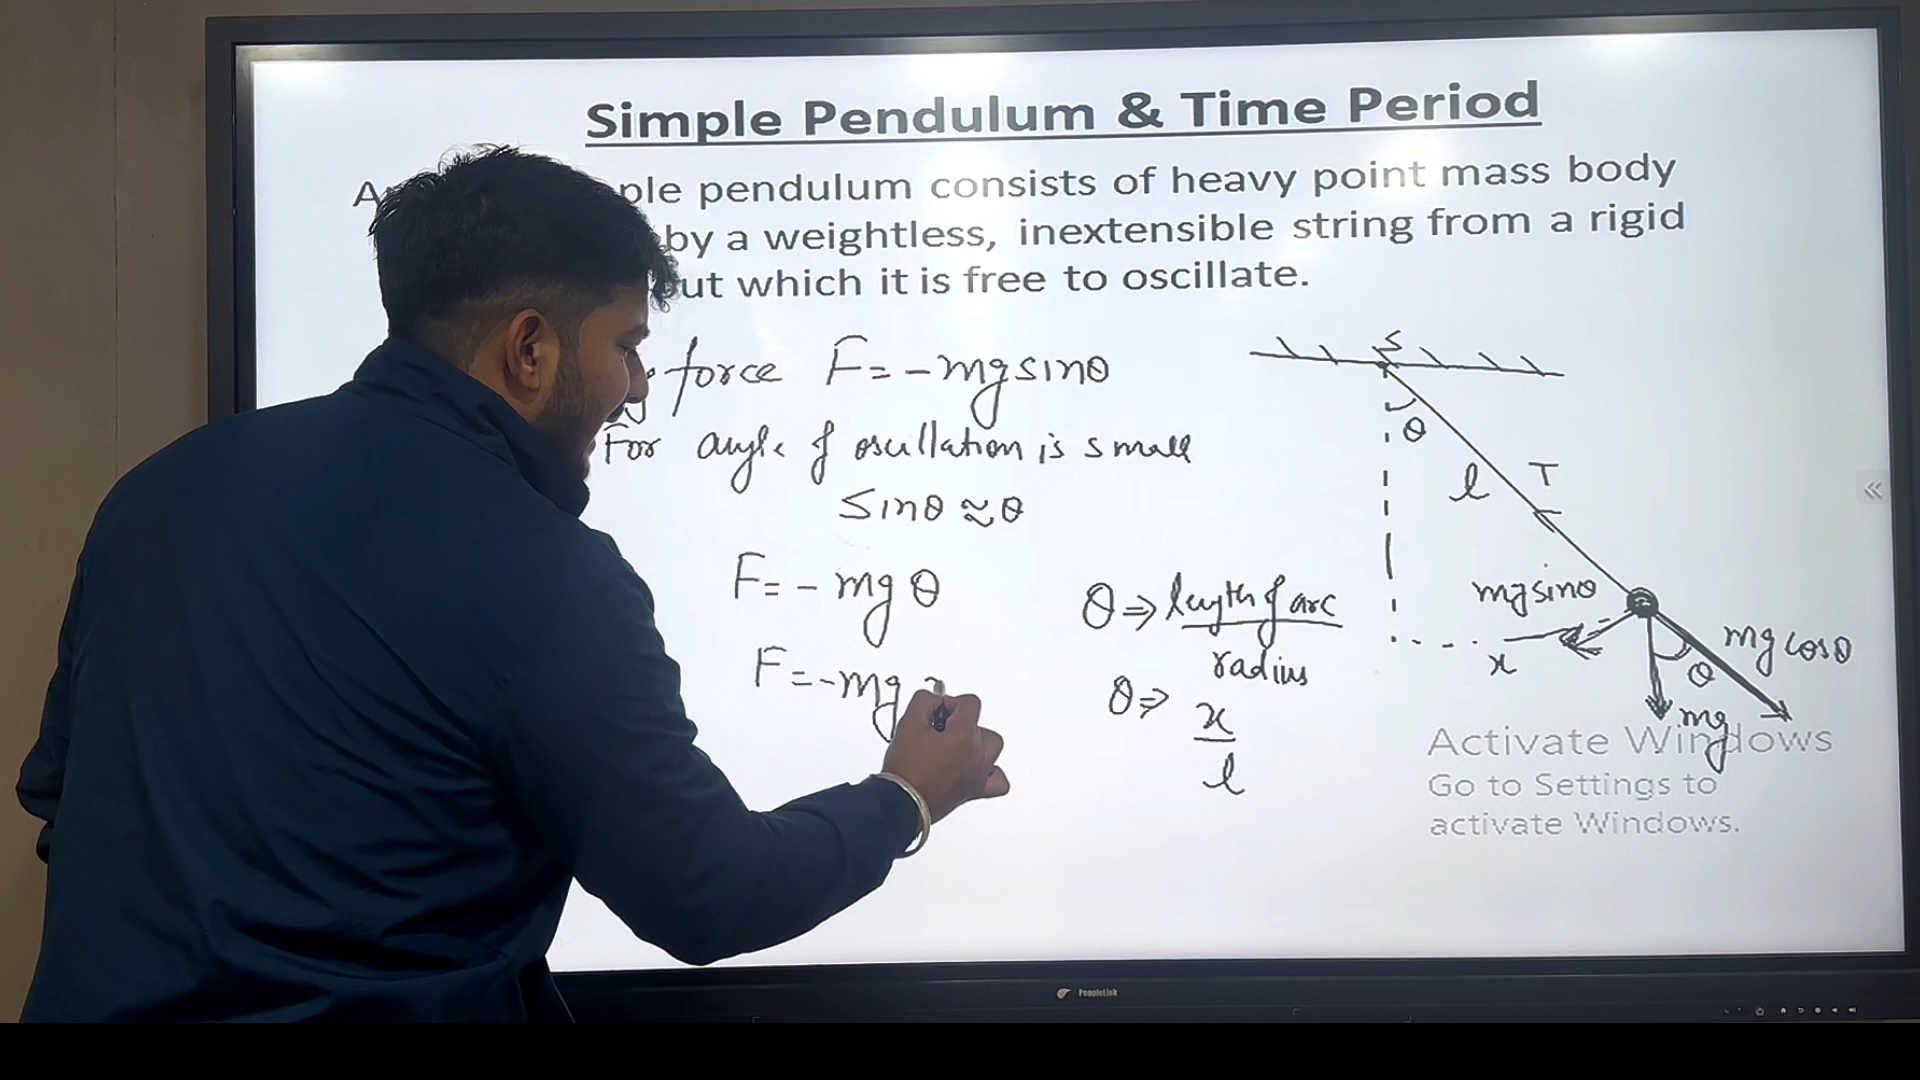 Simple Pendulum & Time Period
pendulum consists of heavy point mass body
by a weightless, inextensible string from a rigid
which it is free to oscillate.
force F = -mg sinθ
For angle of oscillation is small
sinθ ≈ θ
F = - mg θ
F = -mg
θ ⇒ length of arc
radius
θ ⇒ x
l
S
θ
l
T
mg sinθ
x
mg cosθ
θ
mg
Activate Windows
Go to Settings to
activate Windows.
«
PeopleLink